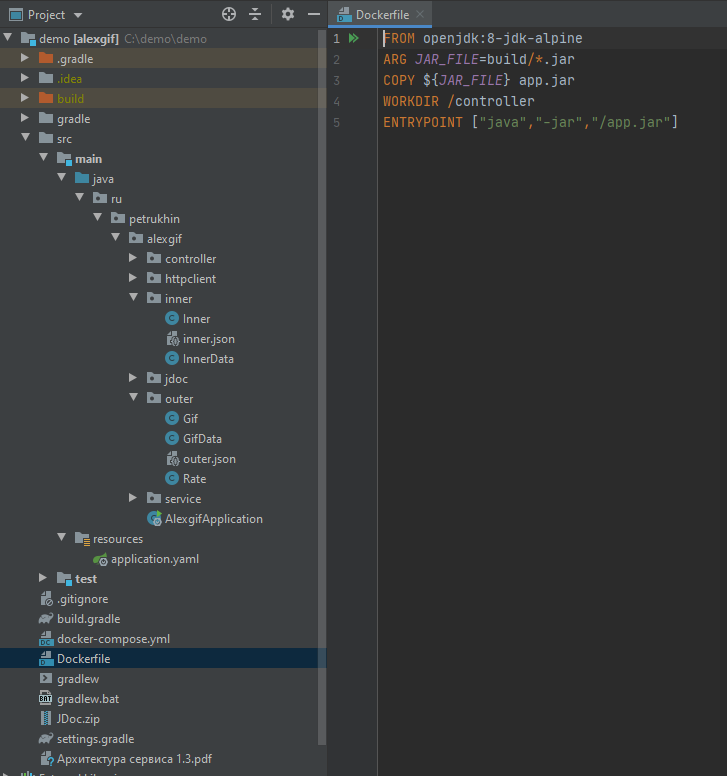 Project
Dockerfile
demo [alexgif] C:\demo\demo
.gradle
.idea
build
gradle
src
main
java
ru
petrukhin
alexgif
controller
httpclient
inner
Inner
inner.json
InnerData
jdoc
outer
Gif
GifData
outer.json
Rate
service
AlexgifApplication
resources
application.yaml
test
.gitignore
build.gradle
docker-compose.yml
Dockerfile
gradlew
gradlew.bat
JDoc.zip
settings.gradle
Архитектура сервиса 1.3.pdf
1 FROM openjdk:8-jdk-alpine
2 ARG JAR_FILE=build/*.jar
3 COPY ${JAR_FILE} app.jar
4 WORKDIR /controller
5 ENTRYPOINT ["java","-jar","/app.jar"]